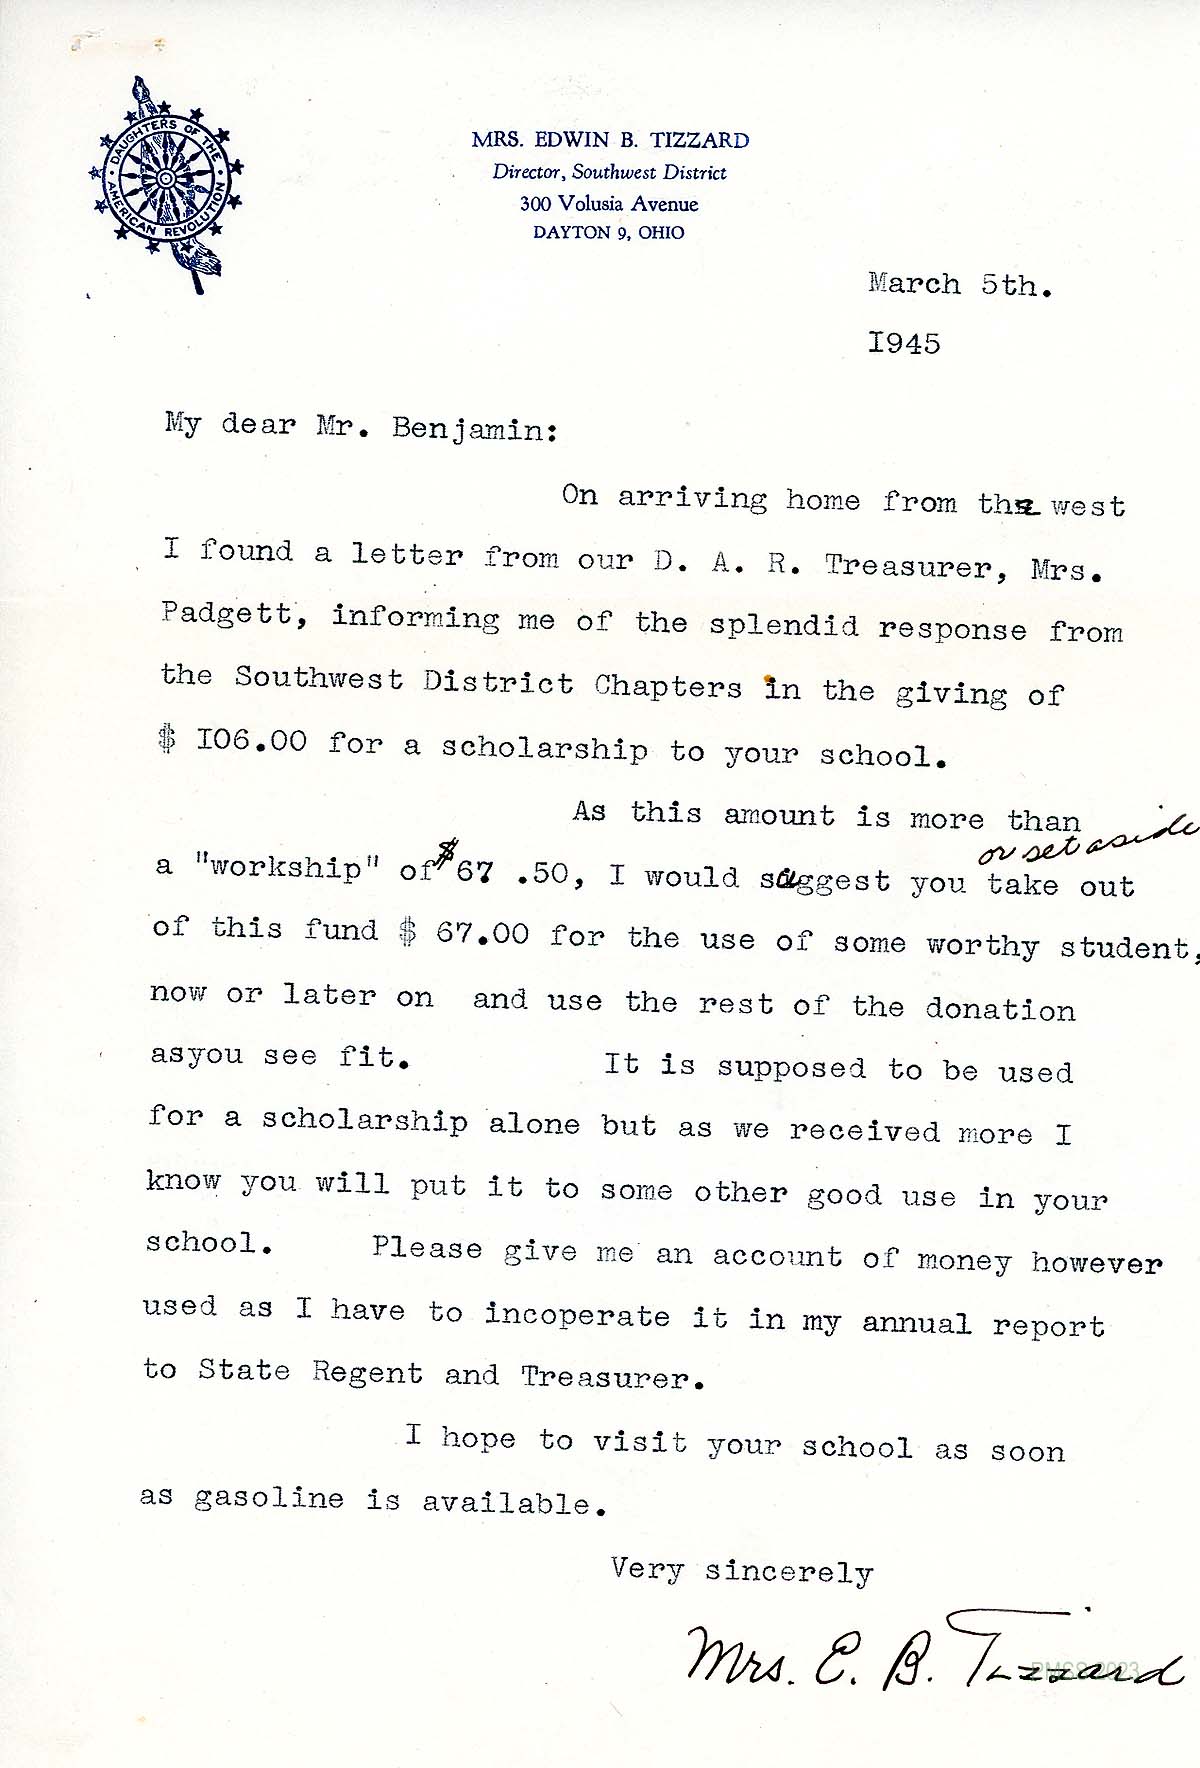 DAUGHTERS OF THE
AMERICAN REVOLUTION
MRS. EDWIN B. TIZZARD
Director, Southwest District
300 Volusia Avenue
DAYTON 9, OHIO
March 5th.
I945
My dear Mr. Benjamin:
On arriving home from the west
I found a letter from our D. A. R. Treasurer, Mrs.
Padgett, informing me of the splendid response from
the Southwest District Chapters in the giving of
$ I06.00 for a scholarship to your school.
As this amount is more than
or set aside
a "workship" of $67 .50, I would suggest you take out
of this fund $ 67.00 for the use of some worthy student,
now or later on and use the rest of the donation
asyou see fit. It is supposed to be used
for a scholarship alone but as we received more I
know you will put it to some other good use in your
school. Please give me an account of money however
used as I have to incoperate it in my annual report
to State Regent and Treasurer.
I hope to visit your school as soon
as gasoline is available.
Very sincerely
Mrs. E. B. Tizzard
PMSS 2023